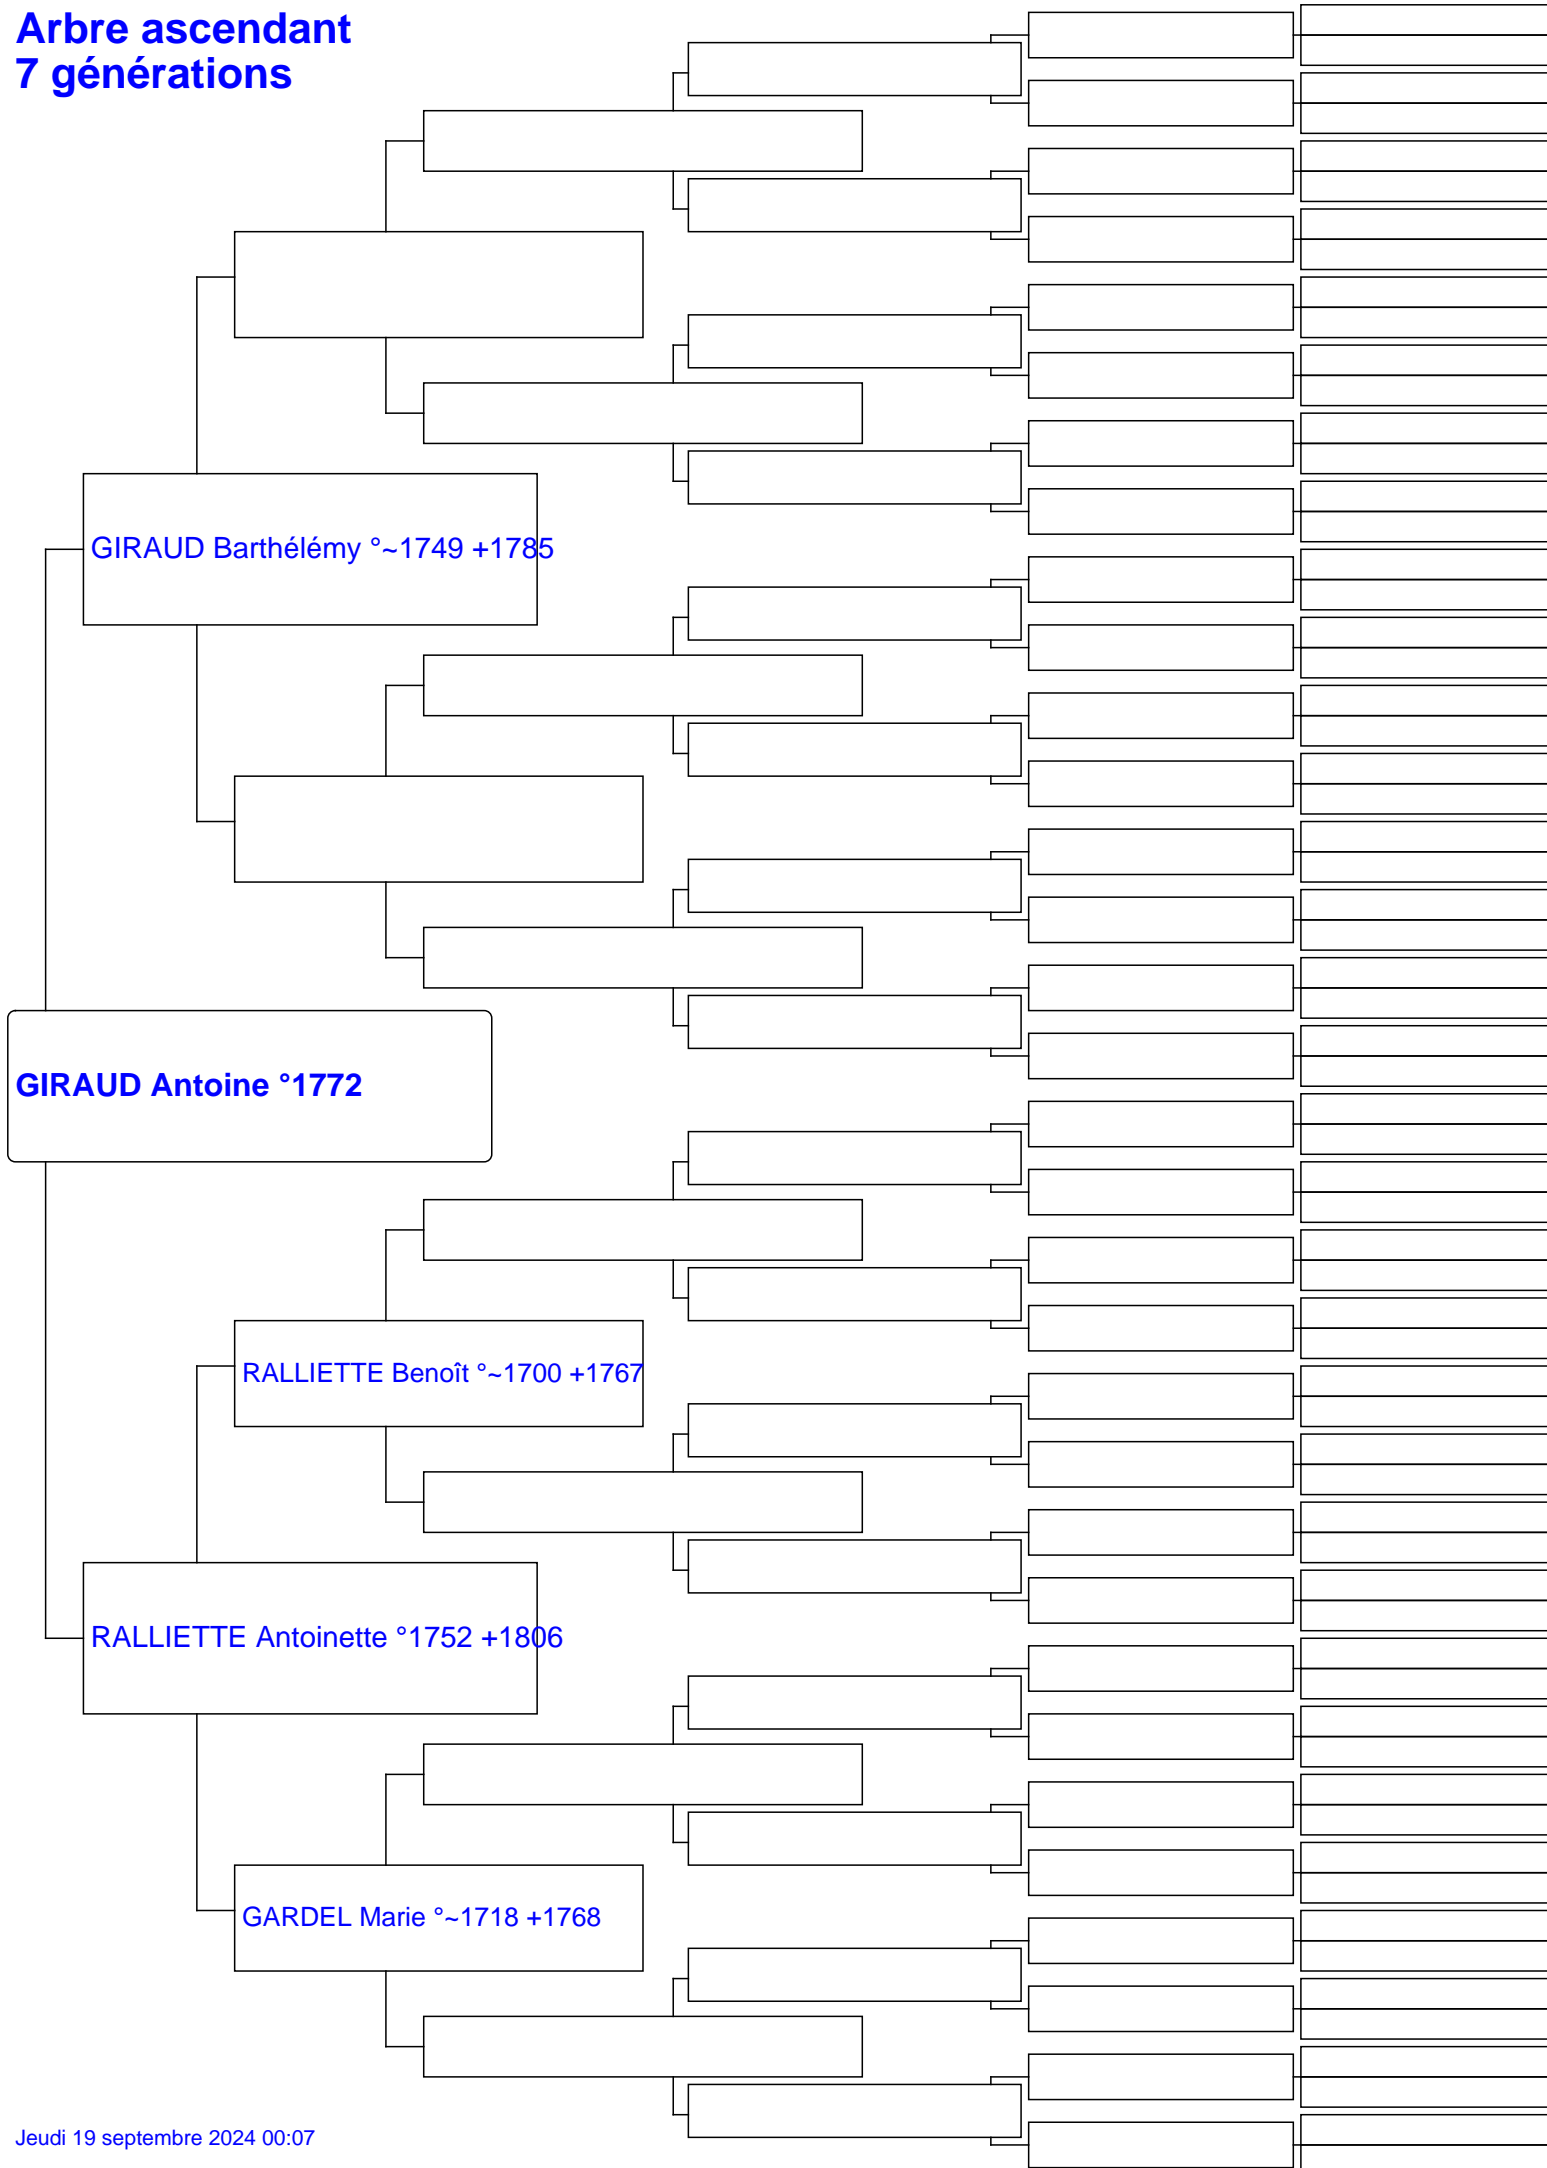 Arbre ascendant
7 générations
GIRAUD Barthélémy °~1749 +1785
GIRAUD Antoine °1772
RALLIETTE Benoît °~1700 +1767
RALLIETTE Antoinette °1752 +1806
GARDEL Marie °~1718 +1768
Jeudi 19 septembre 2024 00:07